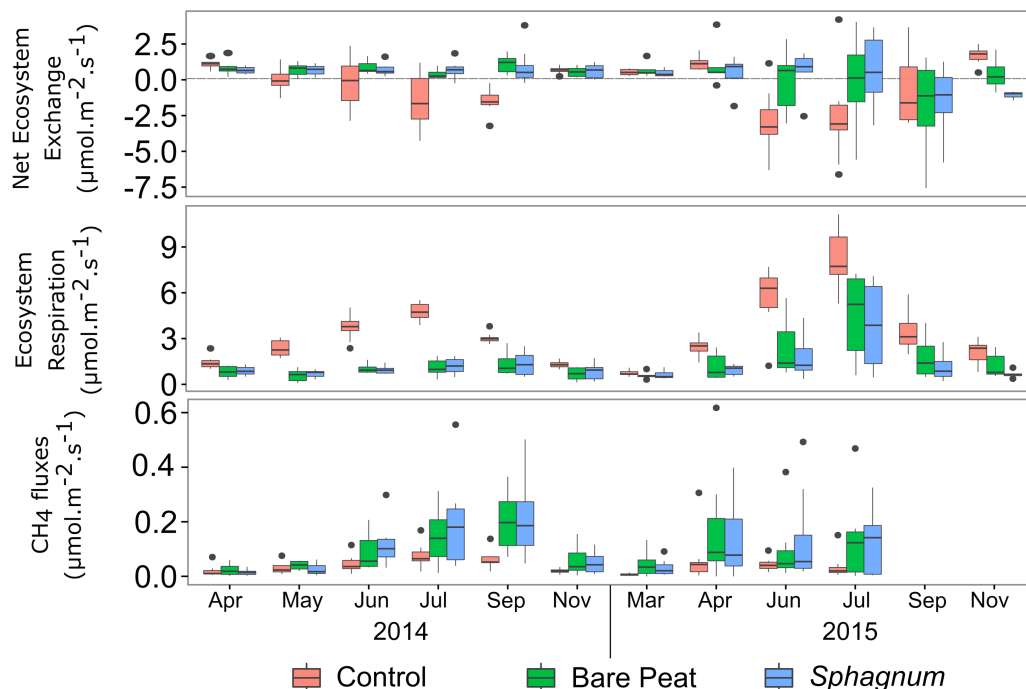 Net Ecosystem
Exchange
(μmol.m-2.s-1)
2.5
0.0
-2.5
-5.0
-7.5
Ecosystem
Respiration
(μmol.m-2.s-1)
9
6
3
0
CH4 fluxes
(μmol.m-2.s-1)
0.6
0.4
0.2
0.0
Apr May Jun Jul Sep Nov Mar Apr Jun Jul Sep Nov
2014 2015
Control Bare Peat Sphagnum